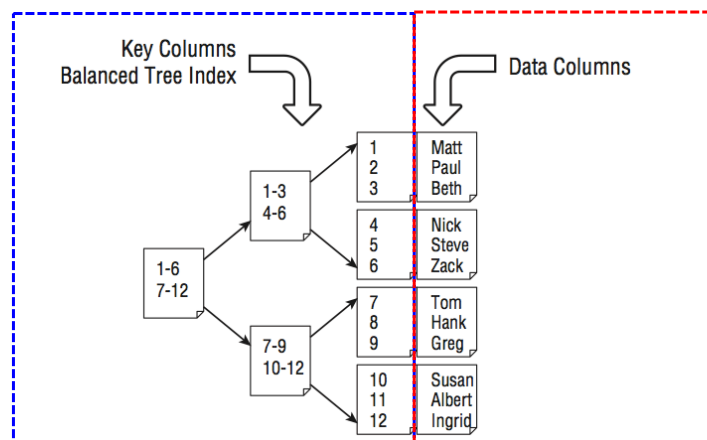 Key Columns
Balanced Tree Index
Data Columns
1-6
7-12
1-3
4-6
7-9
10-12
1 Matt
2 Paul
3 Beth
4 Nick
5 Steve
6 Zack
7 Tom
8 Hank
9 Greg
10 Susan
11 Albert
12 Ingrid